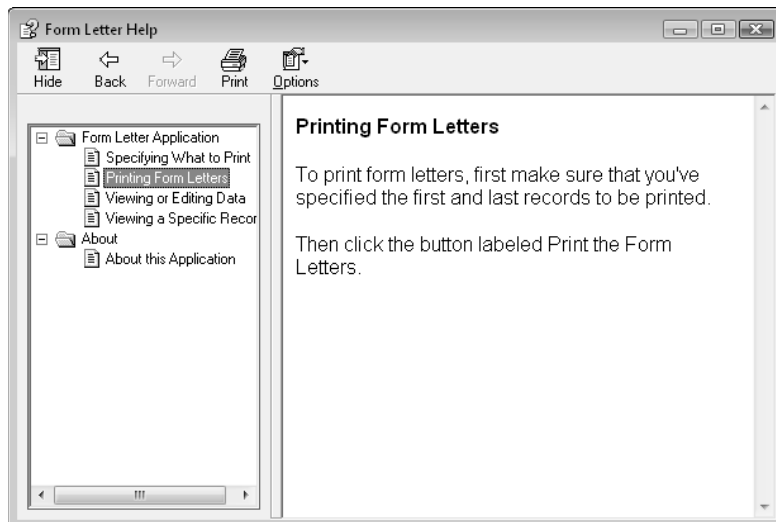 Form Letter Help
Hide Back Forward Print Options
Form Letter Application
Specifying What to Print
Printing Form Letters
Viewing or Editing Data
Viewing a Specific Recor
About
About this Application
Printing Form Letters
To print form letters, first make sure that you've
specified the first and last records to be printed.
Then click the button labeled Print the Form
Letters.